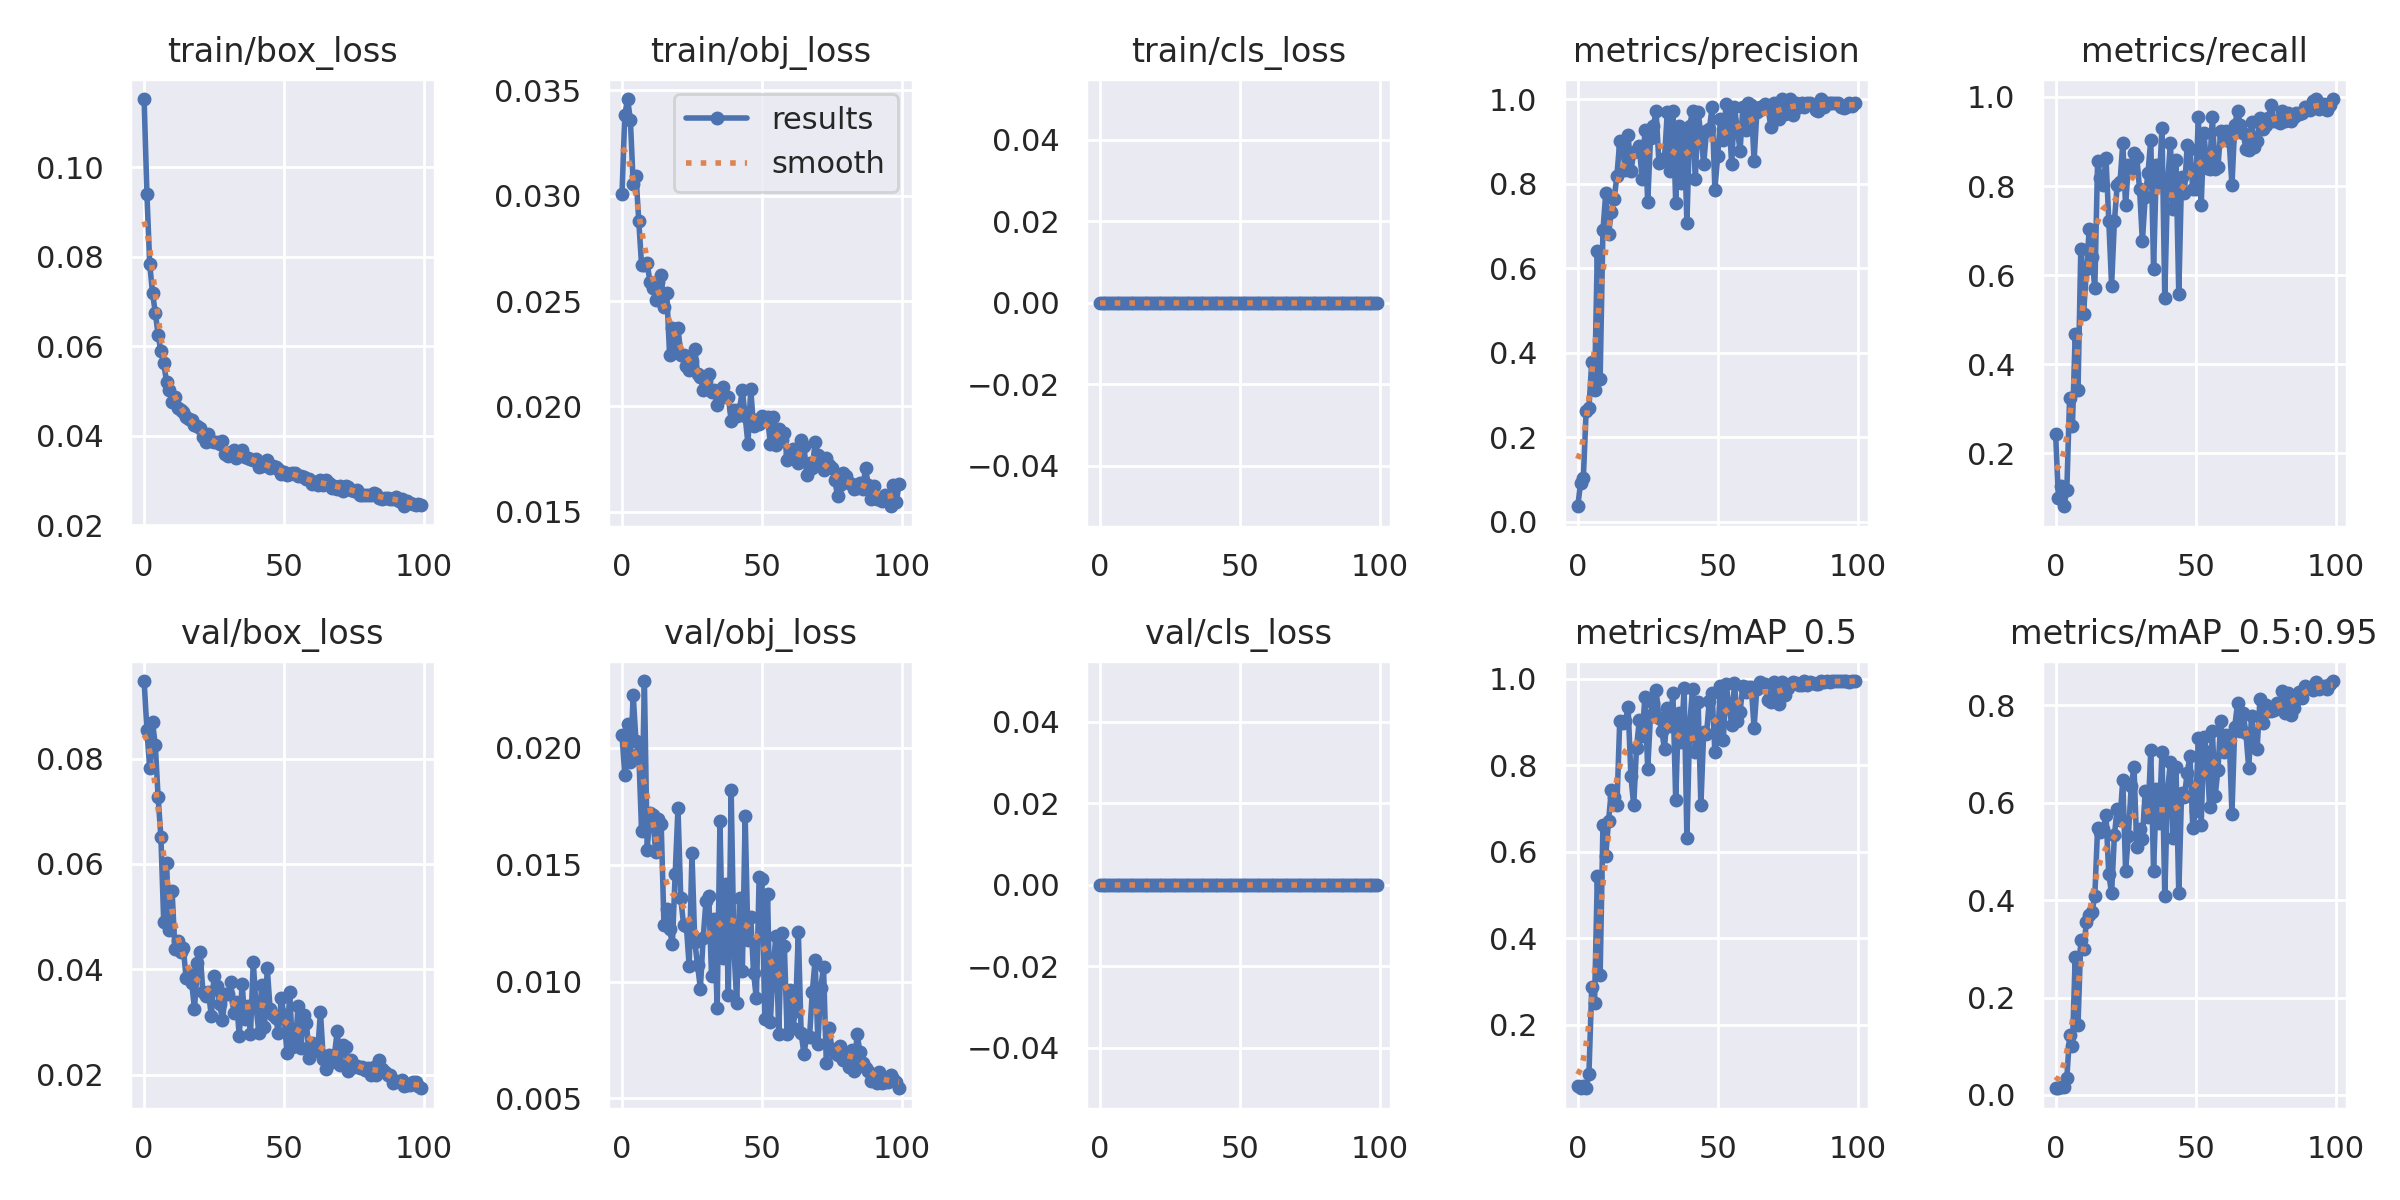 train/box_loss
0.10
0.08
0.06
0.04
0.02
0 50 100
train/obj_loss
results
smooth
0.035
0.030
0.025
0.020
0.015
0 50 100
train/cls_loss
0.04
0.02
0.00
−0.02
−0.04
0 50 100
metrics/precision
1.0
0.8
0.6
0.4
0.2
0.0
0 50 100
metrics/recall
1.0
0.8
0.6
0.4
0.2
0 50 100
val/box_loss
0.08
0.06
0.04
0.02
0 50 100
val/obj_loss
0.020
0.015
0.010
0.005
0 50 100
val/cls_loss
0.04
0.02
0.00
−0.02
−0.04
0 50 100
metrics/mAP_0.5
1.0
0.8
0.6
0.4
0.2
0 50 100
metrics/mAP_0.5:0.95
0.8
0.6
0.4
0.2
0.0
0 50 100